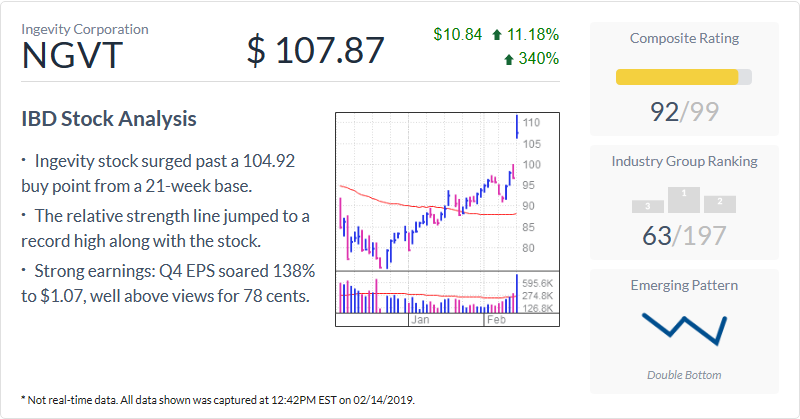 Ingevity Corporation
NGVT
$ 107.87
$10.84 11.18%
340%
IBD Stock Analysis
· Ingevity stock surged past a 104.92
buy point from a 21-week base.
· The relative strength line jumped to a
record high along with the stock.
· Strong earnings: Q4 EPS soared 138%
to $1.07, well above views for 78 cents.
110
105
100
95
90
85
80
595.6K
274.8K
126.8K
Jan Feb
Composite Rating
92/99
Industry Group Ranking
3 1 2
63/197
Emerging Pattern
Double Bottom
* Not real-time data. All data shown was captured at 12:42PM EST on 02/14/2019.